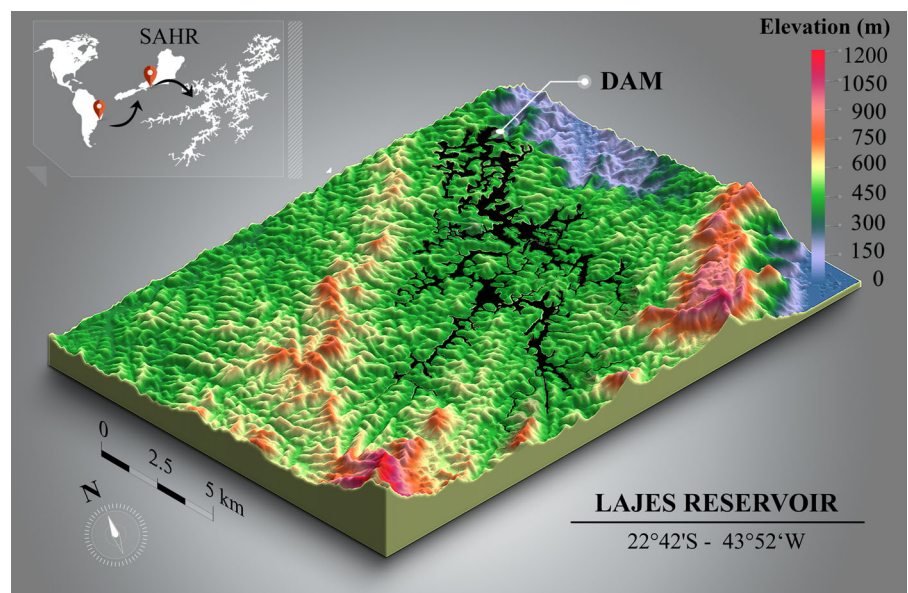 SAHR
DAM
Elevation (m)
1200
1050
900
750
600
450
300
150
0
0
2.5
5 km
N
LAJES RESERVOIR
22°42'S - 43°52‘W